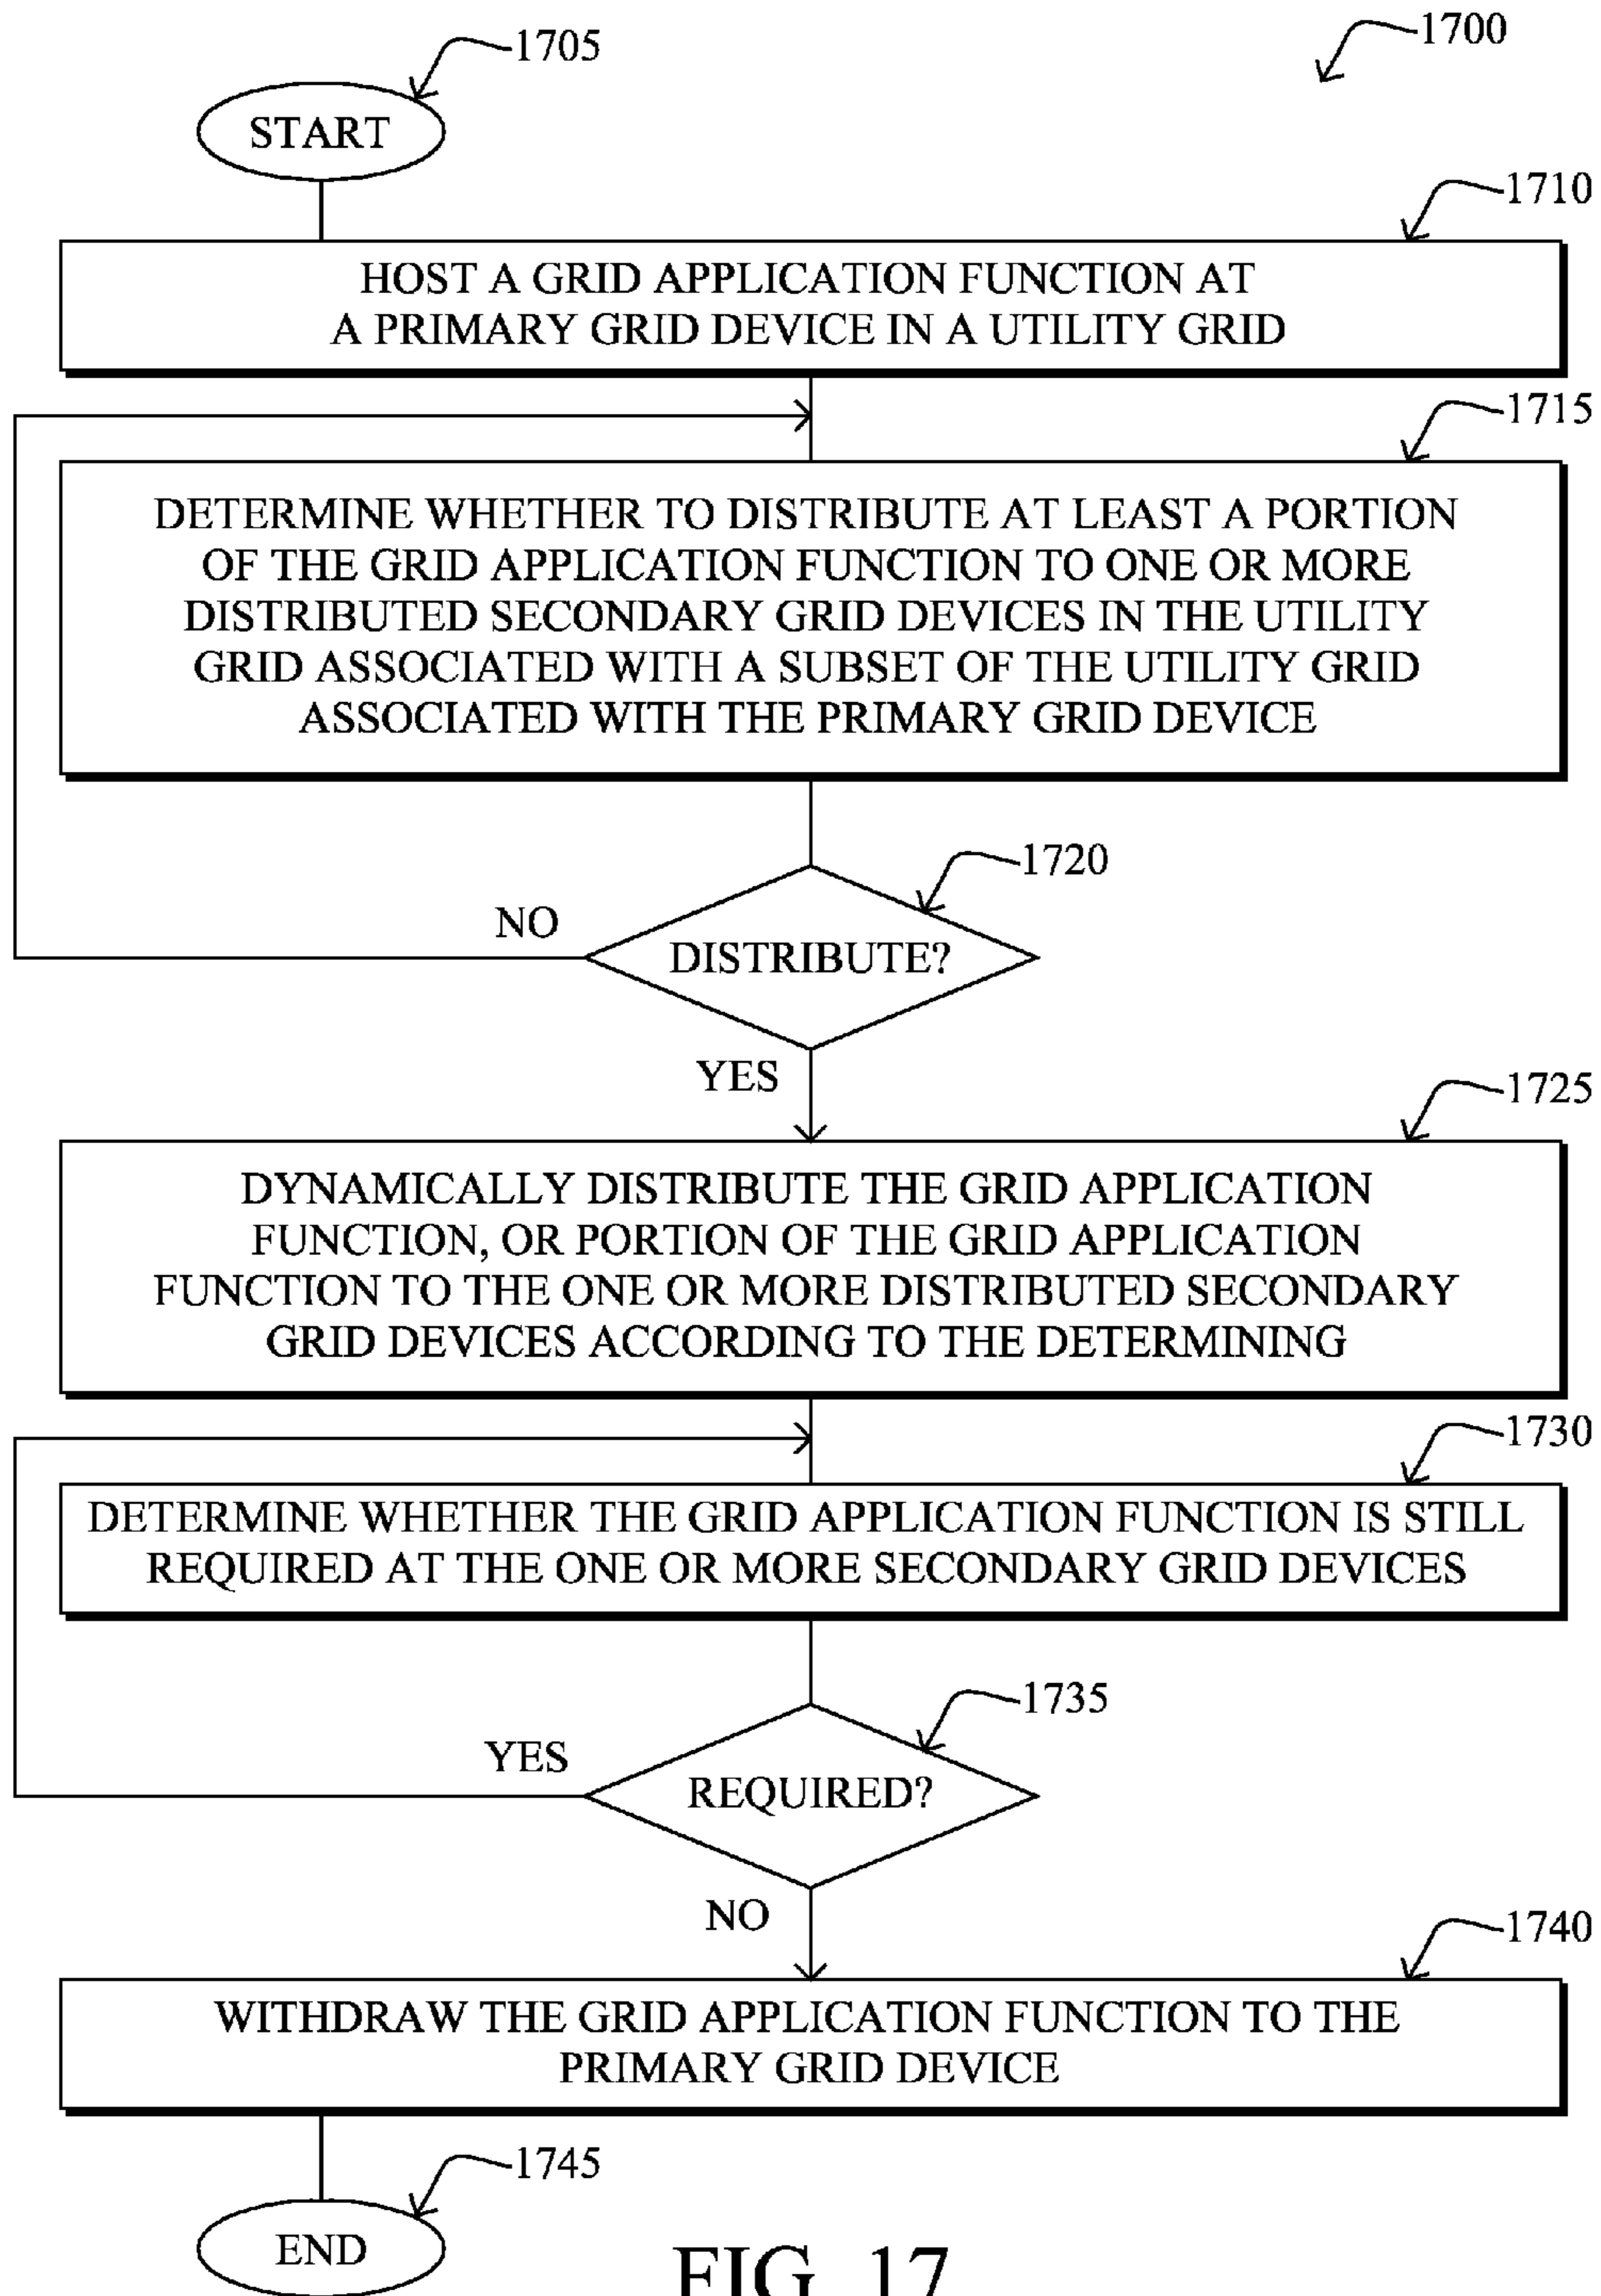 1700
1705
START
1710
HOST A GRID APPLICATION FUNCTION AT
A PRIMARY GRID DEVICE IN A UTILITY GRID
1715
DETERMINE WHETHER TO DISTRIBUTE AT LEAST A PORTION
OF THE GRID APPLICATION FUNCTION TO ONE OR MORE
DISTRIBUTED SECONDARY GRID DEVICES IN THE UTILITY
GRID ASSOCIATED WITH A SUBSET OF THE UTILITY GRID
ASSOCIATED WITH THE PRIMARY GRID DEVICE
1720
NO
DISTRIBUTE?
YES
1725
DYNAMICALLY DISTRIBUTE THE GRID APPLICATION
FUNCTION, OR PORTION OF THE GRID APPLICATION
FUNCTION TO THE ONE OR MORE DISTRIBUTED SECONDARY
GRID DEVICES ACCORDING TO THE DETERMINING
1730
DETERMINE WHETHER THE GRID APPLICATION FUNCTION IS STILL
REQUIRED AT THE ONE OR MORE SECONDARY GRID DEVICES
1735
YES
REQUIRED?
NO
1740
WITHDRAW THE GRID APPLICATION FUNCTION TO THE
PRIMARY GRID DEVICE
1745
END
FIG. 17